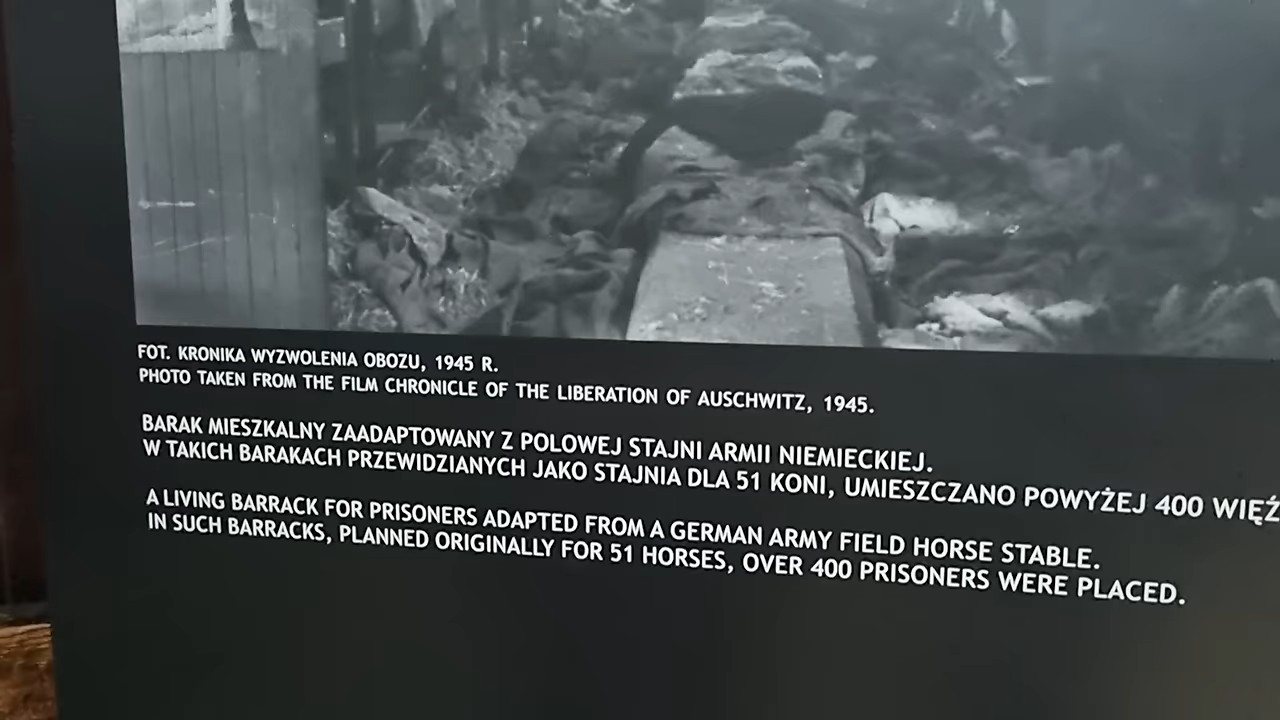 FOT. KRONIKA WYZWOLENIA OBOZU, 1945 R.
PHOTO TAKEN FROM THE FILM CHRONICLE OF THE LIBERATION OF AUSCHWITZ, 1945.
BARAK MIESZKALNY ZAADAPTOWANY Z POLOWEJ STAJNI ARMII NIEMIECKIEJ.
W TAKICH BARAKACH PRZEWIDZIANYCH JAKO STAJNIA DLA 51 KONI, UMIESZCZANO POWYŻEJ 400
A LIVING BARRACK FOR PRISONERS ADAPTED FROM A GERMAN ARMY FIELD HORSE STABLE.
IN SUCH BARRACKS, PLANNED ORIGINALLY FOR 51 HORSES, OVER 400 PRISONERS WERE PLACED.